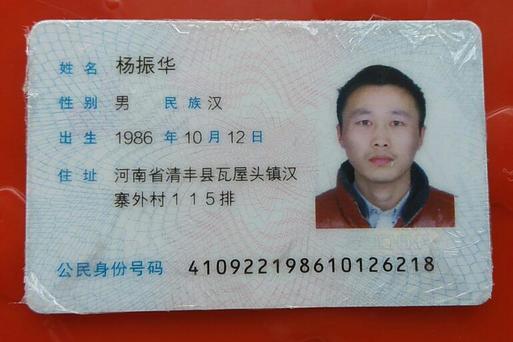 姓名 杨振华
性别 男 民族 汉
出生 1986 年 10 月 12 日
住址 河南省清丰县瓦屋头镇汉
寨外村115排
公民身份号码 410922198610126218